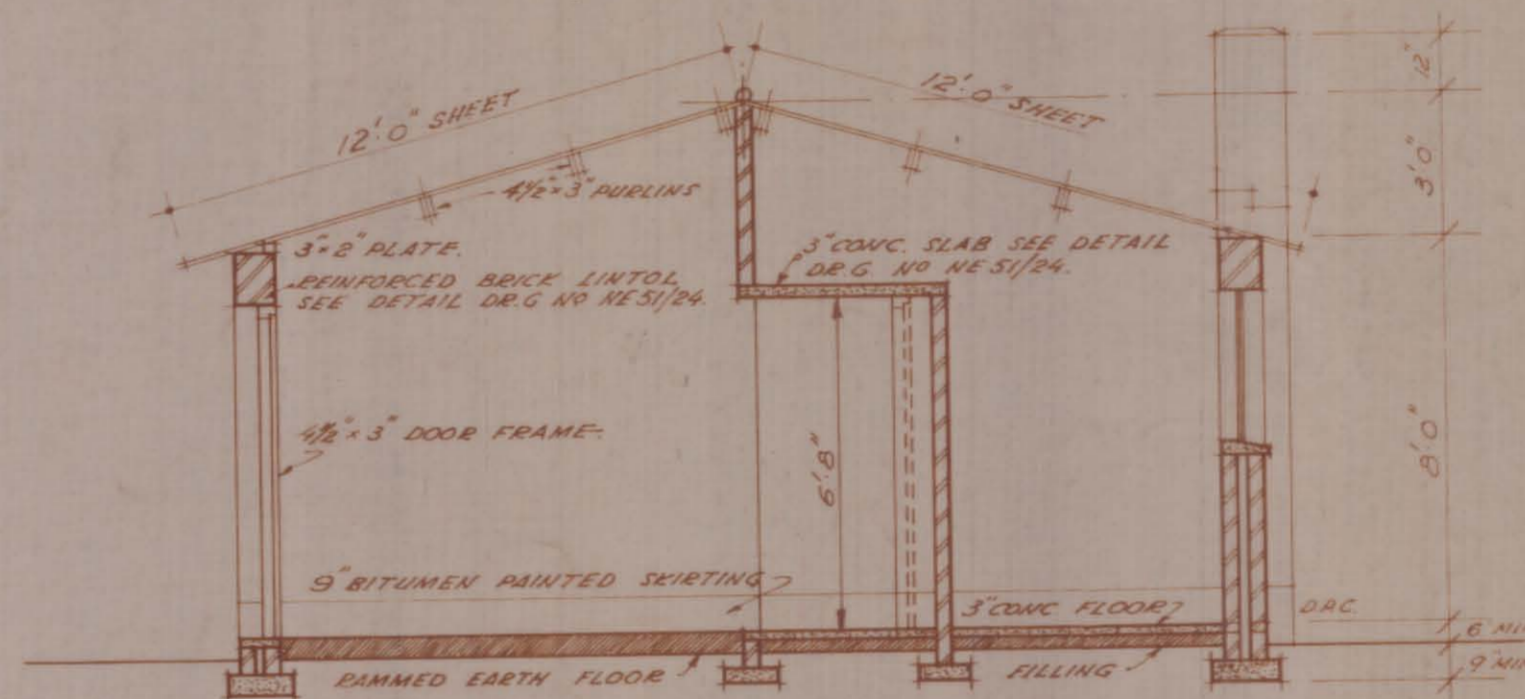 12'.0" SHEET
12'.0" SHEET
12"
3'.0"
8'.0"
4½" × 3" PURLINS
3" × 2" PLATE.
REINFORCED BRICK LINTOL
SEE DETAIL DR.G NO NE 51/24.
3" CONC. SLAB SEE DETAIL
DR.G NO NE 51/24.
4½" × 3" DOOR FRAME.
6'.8"
9" BITUMEN PAINTED SKIRTING
3" CONC FLOOR
D.P.C.
6" MIN
9" MIN
RAMMED EARTH FLOOR
FILLING